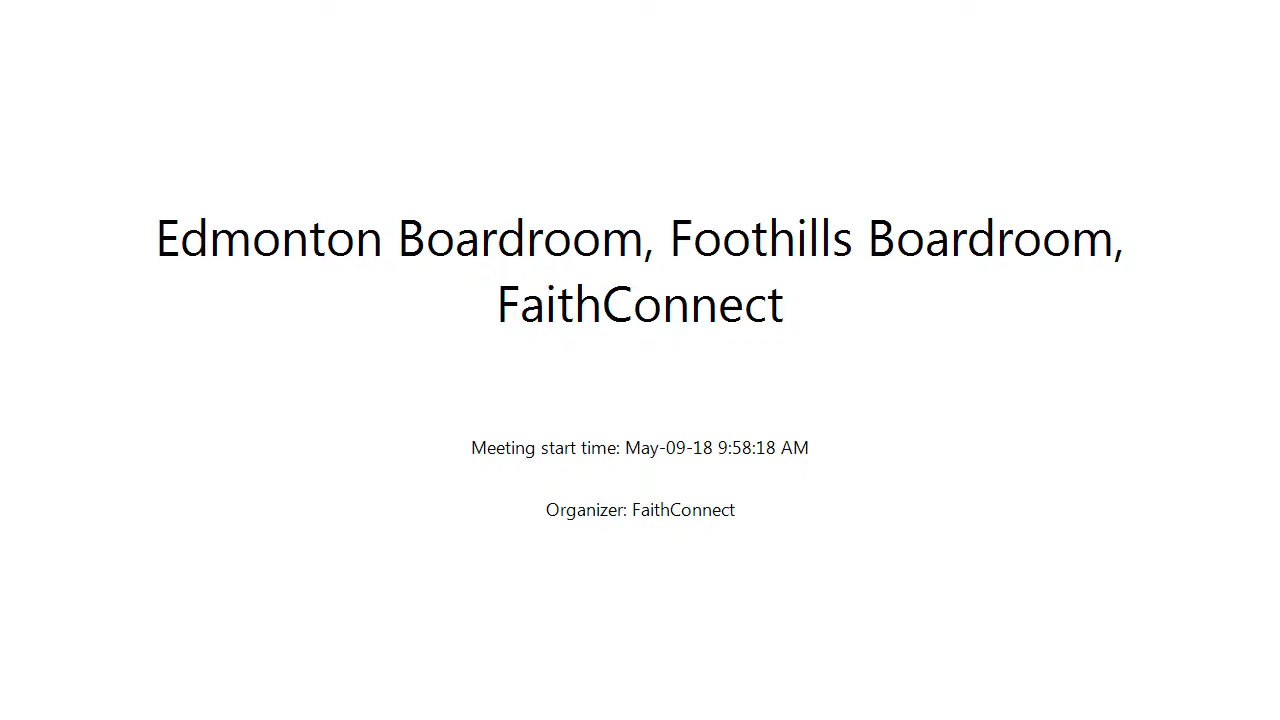 Edmonton Boardroom, Foothills Boardroom,
FaithConnect
Meeting start time: May-09-18 9:58:18 AM
Organizer: FaithConnect